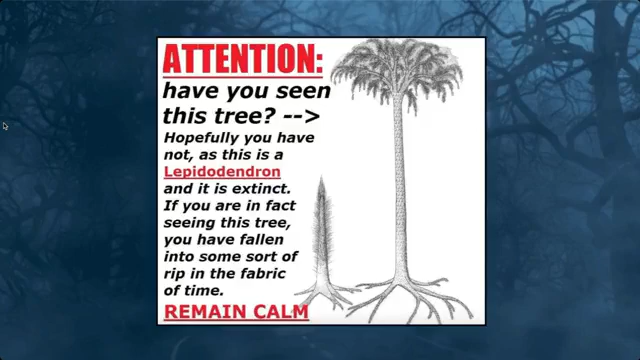 ATTENTION:
have you seen
this tree? -->
Hopefully you have
not, as this is a
Lepidodendron
and it is extinct.
If you are in fact
seeing this tree,
you have fallen
into some sort of
rip in the fabric
of time.
REMAIN CALM